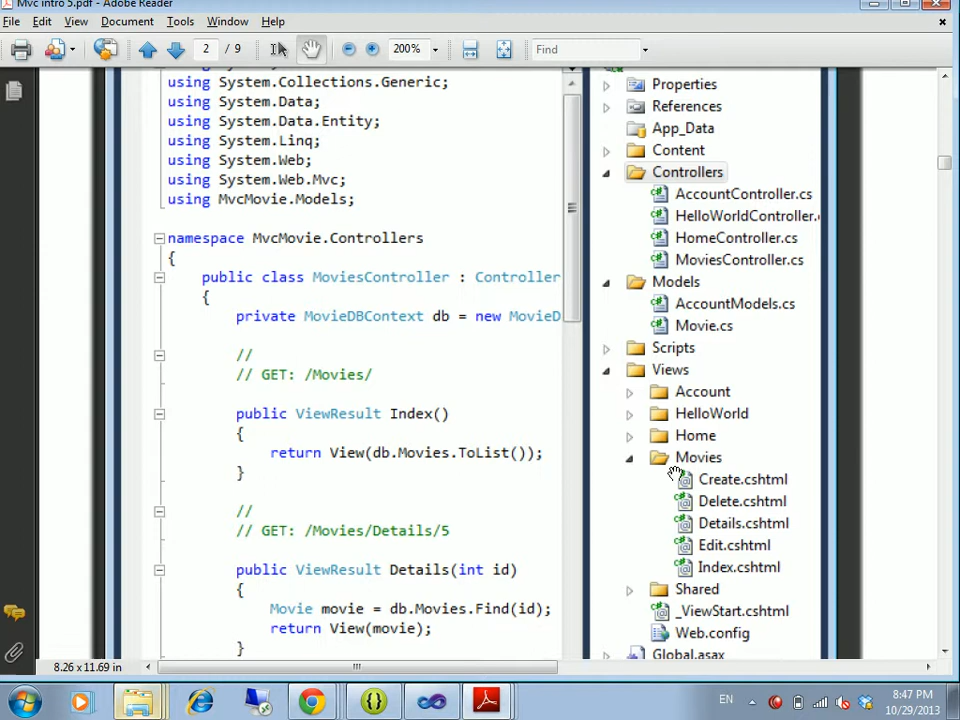 Mvc intro 5.pdf - Adobe Reader
File Edit View Document Tools Window Help
2 / 9 200% Find
using System.Collections.Generic;
using System.Data;
using System.Data.Entity;
using System.Linq;
using System.Web;
using System.Web.Mvc;
using MvcMovie.Models;
namespace MvcMovie.Controllers
{
public class MoviesController : Controller
{
private MovieDBContext db = new MovieD
//
// GET: /Movies/
public ViewResult Index()
{
return View(db.Movies.ToList());
}
//
// GET: /Movies/Details/5
public ViewResult Details(int id)
{
Movie movie = db.Movies.Find(id);
return View(movie);
}
Properties
References
App_Data
Content
Controllers
AccountController.cs
HelloWorldController.
HomeController.cs
MoviesController.cs
Models
AccountModels.cs
Movie.cs
Scripts
Views
Account
HelloWorld
Home
Movies
Create.cshtml
Delete.cshtml
Details.cshtml
Edit.cshtml
Index.cshtml
Shared
_ViewStart.cshtml
Web.config
Global.asax
8.26 x 11.69 in
EN
8:47 PM
10/29/2013